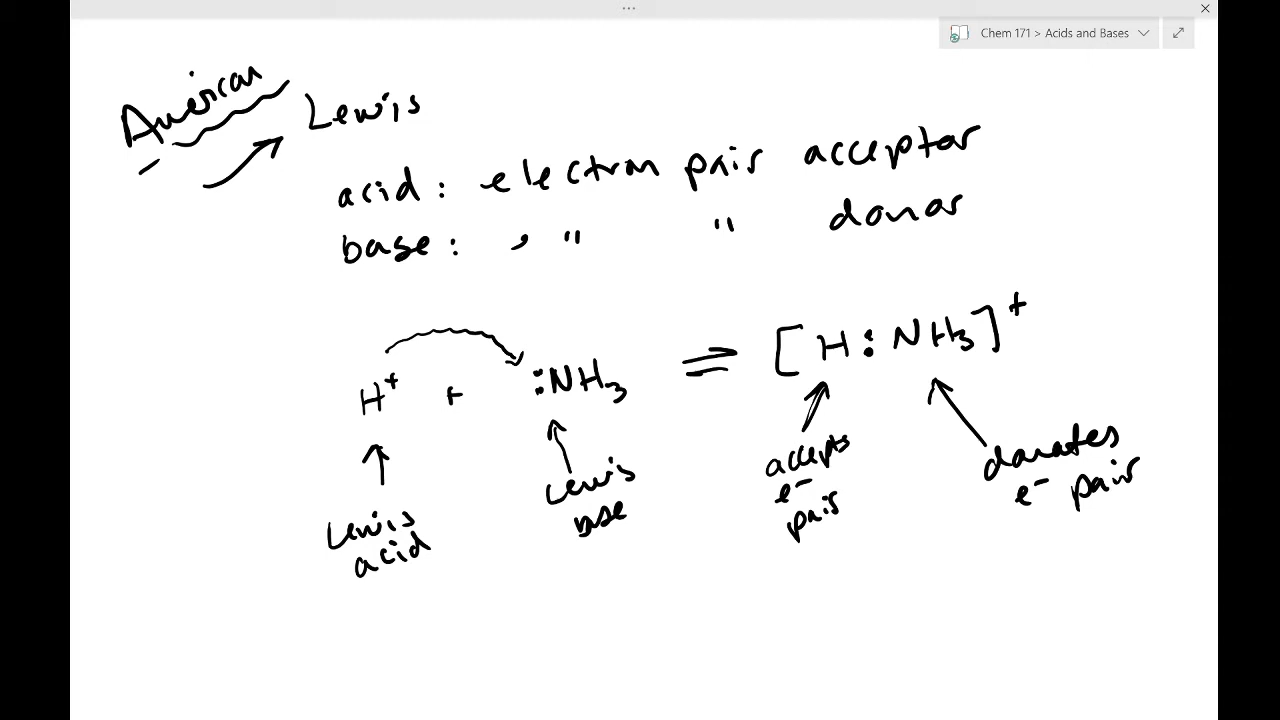 Chem 171 > Acids and Bases
American
Lewis
acid: electron pair acceptor
base: , " " donor
H⁺ + :NH₃ ⇌ [H:NH₃]⁺
Lewis
acid
Lewis
base
accepts
e⁻
pair
donates
e⁻ pair